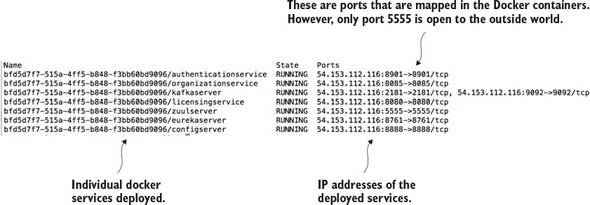 These are ports that are mapped in the Docker containers.
However, only port 5555 is open to the outside world.
Name State Ports
bfd5d7f7-515a-4ff5-b848-f3bb60bd9096/authenticationservice RUNNING 54.153.112.116:8901->8901/tcp
bfd5d7f7-515a-4ff5-b848-f3bb60bd9096/organizationservice RUNNING 54.153.112.116:8085->8085/tcp
bfd5d7f7-515a-4ff5-b848-f3bb60bd9096/kafkaserver RUNNING 54.153.112.116:2181->2181/tcp, 54.153.112.116:9092->9092/tcp
bfd5d7f7-515a-4ff5-b848-f3bb60bd9096/licensingservice RUNNING 54.153.112.116:8080->8080/tcp
bfd5d7f7-515a-4ff5-b848-f3bb60bd9096/zuulserver RUNNING 54.153.112.116:5555->5555/tcp
bfd5d7f7-515a-4ff5-b848-f3bb60bd9096/eurekaserver RUNNING 54.153.112.116:8761->8761/tcp
bfd5d7f7-515a-4ff5-b848-f3bb60bd9096/configserver RUNNING 54.153.112.116:8888->8888/tcp
Individual docker
services deployed.
IP addresses of the
deployed services.